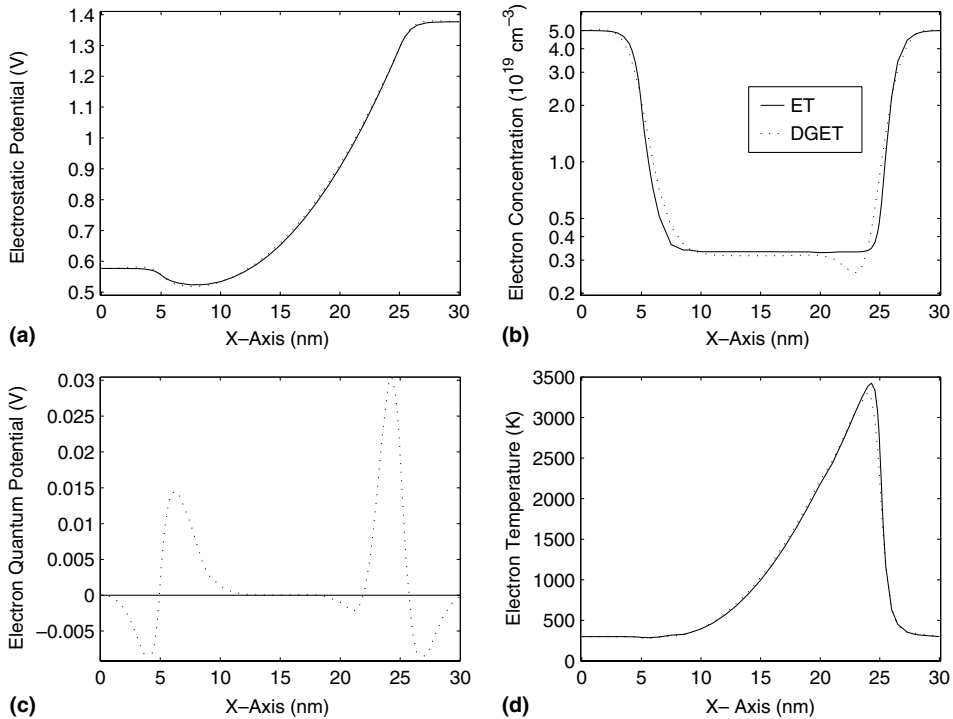 1.4
1.3
1.2
1.1
1
0.9
0.8
0.7
0.6
0.5
Electrostatic Potential (V)
0 5 10 15 20 25 30
X–Axis (nm)
(a)
5.0
4.0
3.0
2.0
1.0
0.5
0.4
0.3
0.2
Electron Concentration (10¹⁹ cm⁻³)
ET
DGET
0 5 10 15 20 25 30
X–Axis (nm)
(b)
0.03
0.025
0.02
0.015
0.01
0.005
0
–0.005
Electron Quantum Potential (V)
0 5 10 15 20 25 30
X–Axis (nm)
(c)
3500
3000
2500
2000
1500
1000
500
0
Electron Temperature (K)
0 5 10 15 20 25 30
X– Axis (nm)
(d)